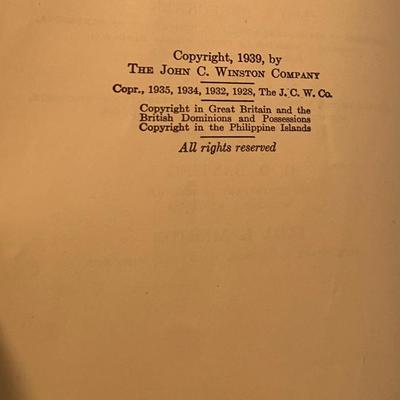 Copyright, 1939, by
THE JOHN C. WINSTON COMPANY
Copr., 1935, 1934, 1932, 1928, The J. C. W. Co.
Copyright in Great Britain and the
British Dominions and Possessions
Copyright in the Philippine Islands
All rights reserved